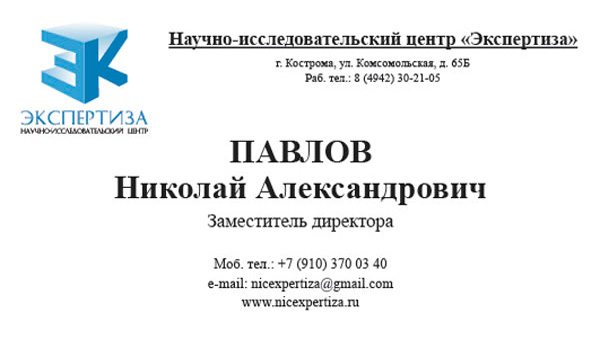 ЭК
ЭКСПЕРТИЗА
НАУЧНО-ИССЛЕДОВАТЕЛЬСКИЙ ЦЕНТР
Научно-исследовательский центр «Экспертиза»
г. Кострома, ул. Комсомольская, д. 65Б
Раб. тел.: 8 (4942) 30-21-05
ПАВЛОВ
Николай Александрович
Заместитель директора
Моб. тел.: +7 (910) 370 03 40
e-mail: nicexpertiza@gmail.com
www.nicexpertiza.ru